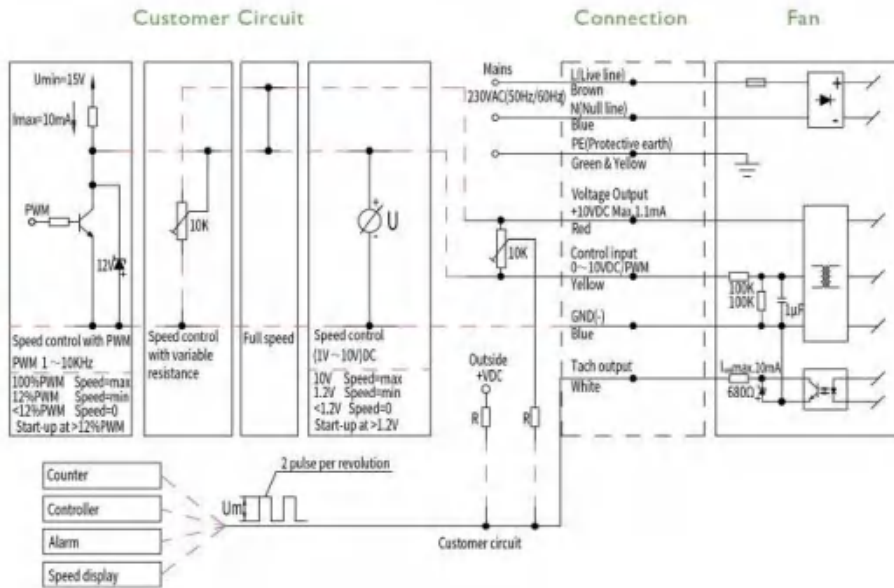 Customer Circuit
Connection
Fan
Umin=15V
Imax=10mA
PWM
12V
Speed control with PWM
PWM 1～10KHz
100%PWM Speed=max
12%PWM Speed=min
<12%PWM Speed=0
Start-up at >12%PWM
10K
Speed control
with variable
resistance
Full speed
+
U
-
Speed control
(1V～10V)DC
10V Speed=max
1.2V Speed=min
<1.2V Speed=0
Start-up at >1.2V
Mains
230VAC(50Hz/60Hz)
10K
Outside
+VDC
R
R
L(Live line)
Brown
N(Null line)
Blue
PE(Protective earth)
Green & Yellow
Voltage Output
+10VDC Max.1.1mA
Red
Control input
0～10VDC/PWM
Yellow
GND(-)
Blue
Tach output
White
+
-
100K
100K
1μF
max.10mA
680Ω
Counter
Controller
Alarm
Speed display
Um
2 pulse per revolution
Customer circuit